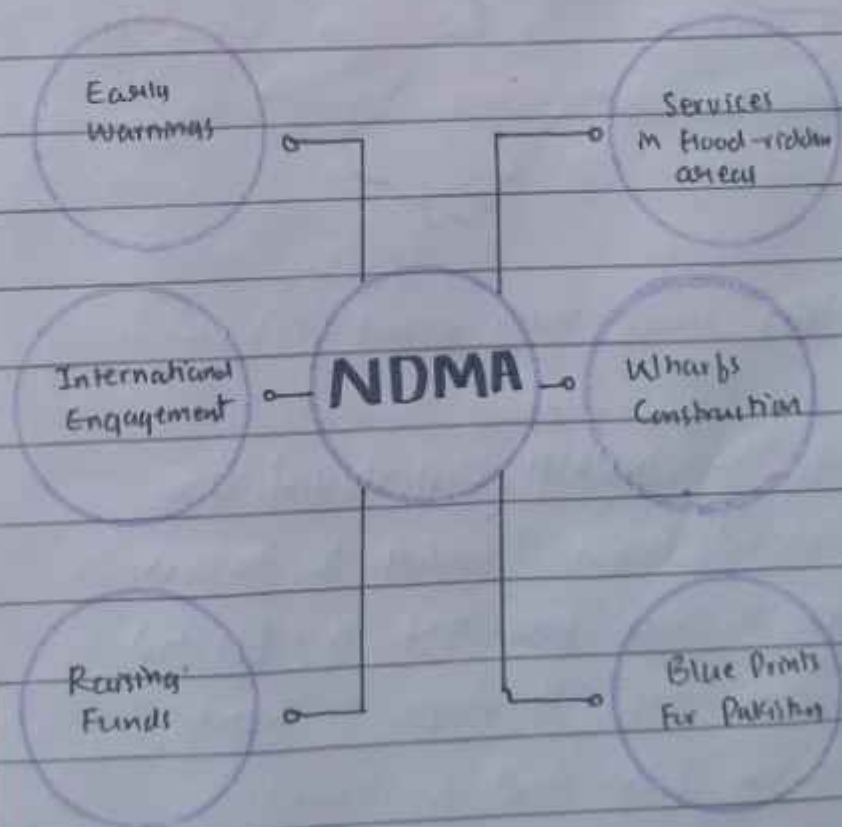 Early
Warnings
Services
in flood-ridden
areas
International
Engagement
NDMA
Wharfs
Construction
Raising
Funds
Blue Prints
For Pakistan